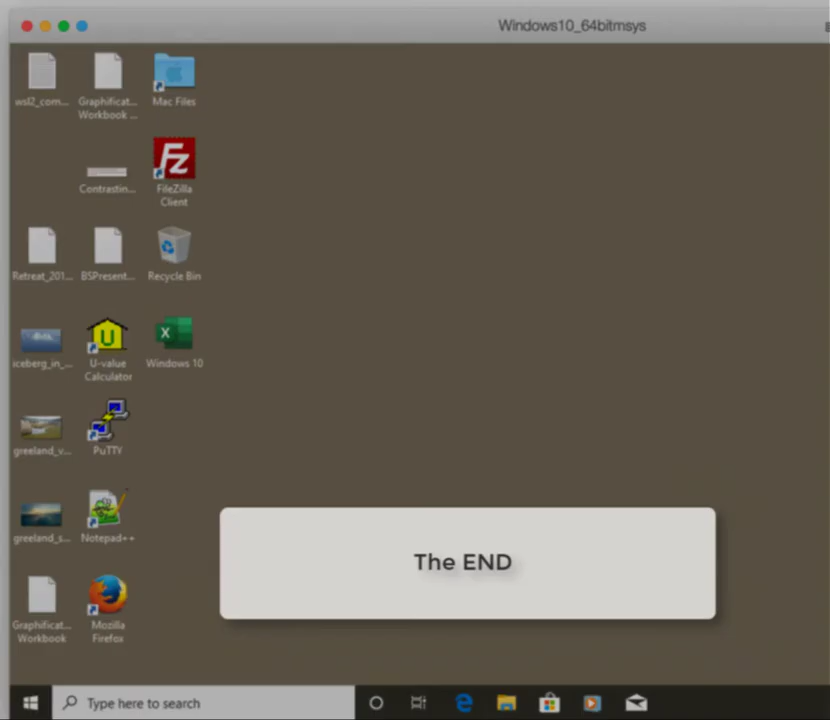 Windows10_64bitmsys
wsl2_com...
Graphificat...
Workbook ...
Mac Files
Contrastin...
FileZilla
Client
Retreat_201...
BSPresent...
Recycle Bin
iceberg_in_...
U-value
Calculator
Windows 10
greeland_v...
PuTTY
greeland_s...
Notepad++
Graphificat...
Workbook
Mozilla
Firefox
The END
Type here to search